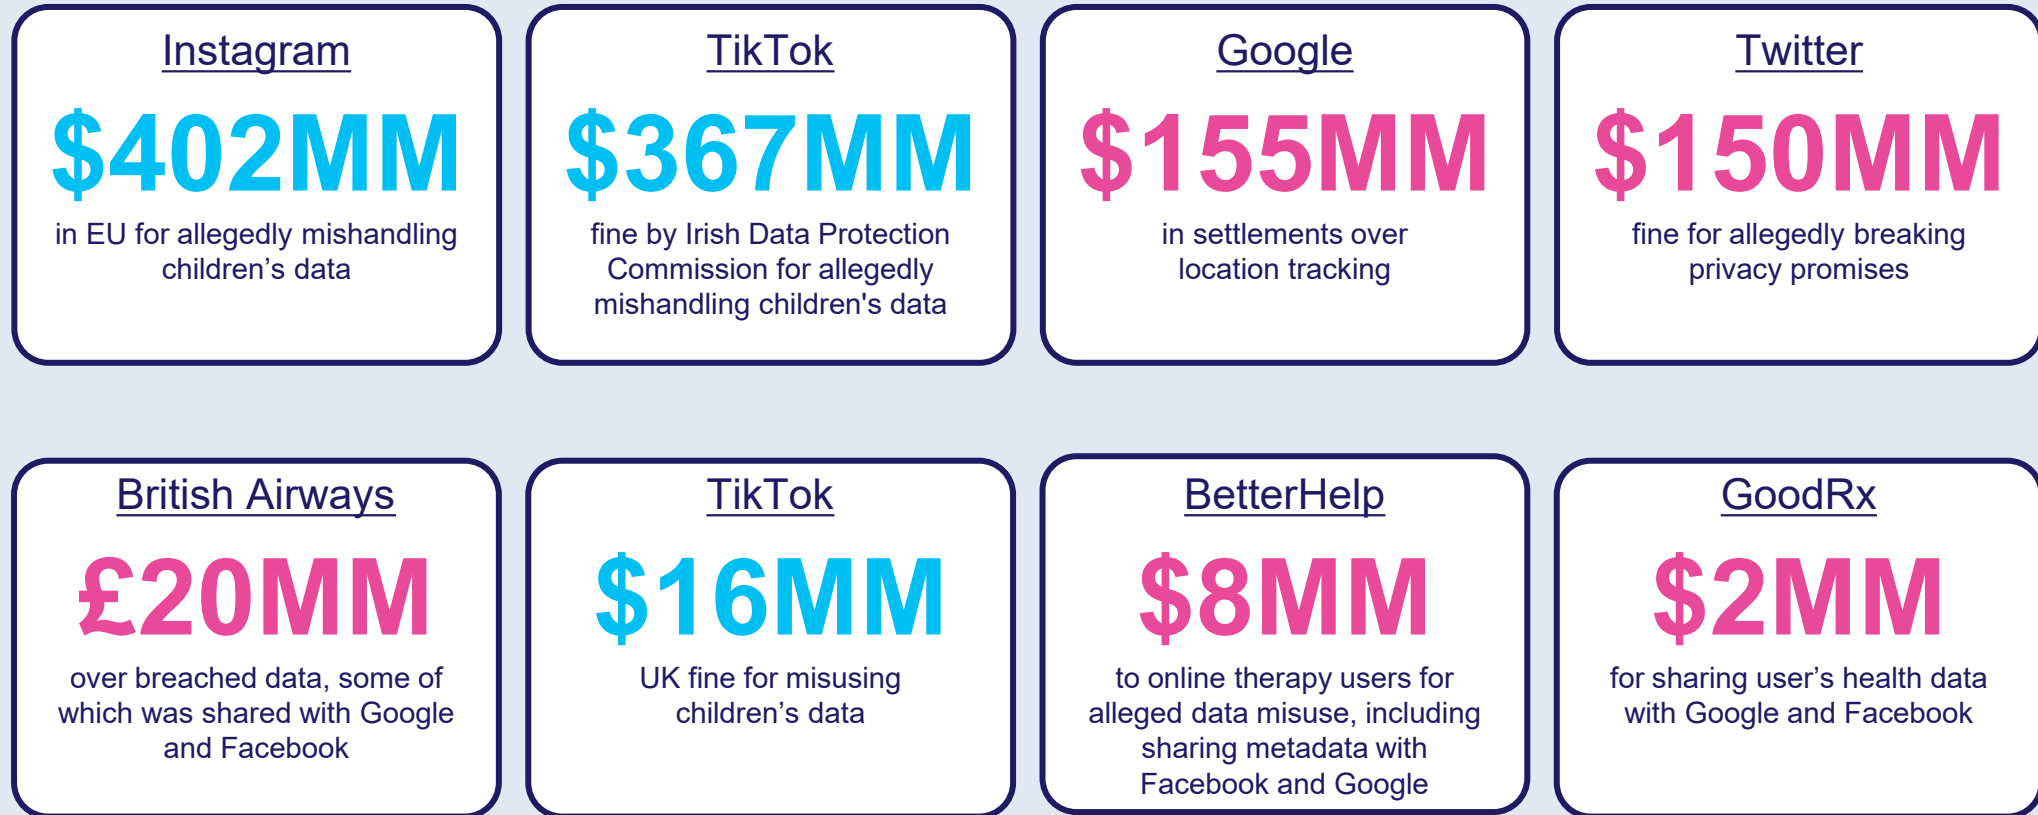 Instagram
$402MM
in EU for allegedly mishandling
children’s data
TikTok
$367MM
fine by Irish Data Protection
Commission for allegedly
mishandling children's data
Google
$155MM
in settlements over
location tracking
Twitter
$150MM
fine for allegedly breaking
privacy promises
British Airways
£20MM
over breached data, some of
which was shared with Google
and Facebook
TikTok
$16MM
UK fine for misusing
children’s data
BetterHelp
$8MM
to online therapy users for
alleged data misuse, including
sharing metadata with
Facebook and Google
GoodRx
$2MM
for sharing user’s health data
with Google and Facebook